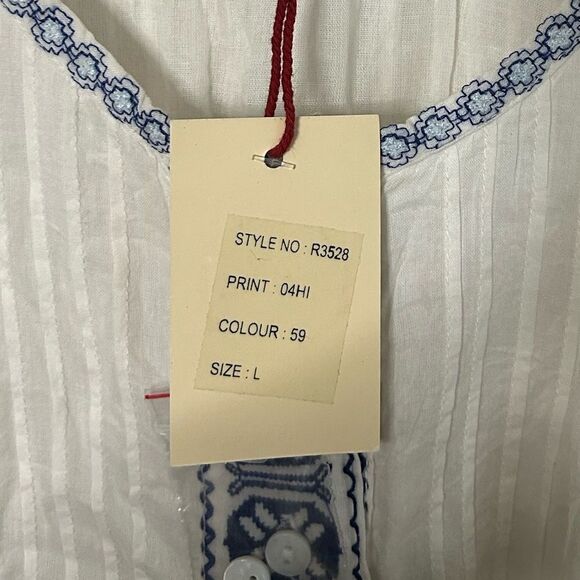 STYLE NO : R3528
PRINT : 04HI
COLOUR : 59
SIZE : L